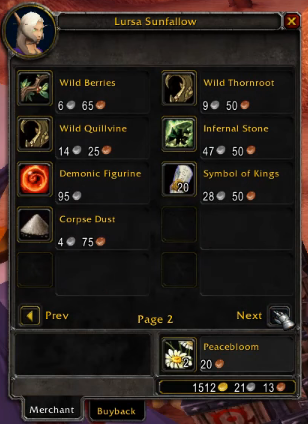 Lursa Sunfallow
Wild Berries
6 65
Wild Thornroot
9 50
Wild Quillvine
14 25
Infernal Stone
47 50
Demonic Figurine
95
Symbol of Kings
20
28 50
Corpse Dust
4 75
Prev
Page 2
Next
Peacebloom
2
20
1512 21 13
Merchant
Buyback